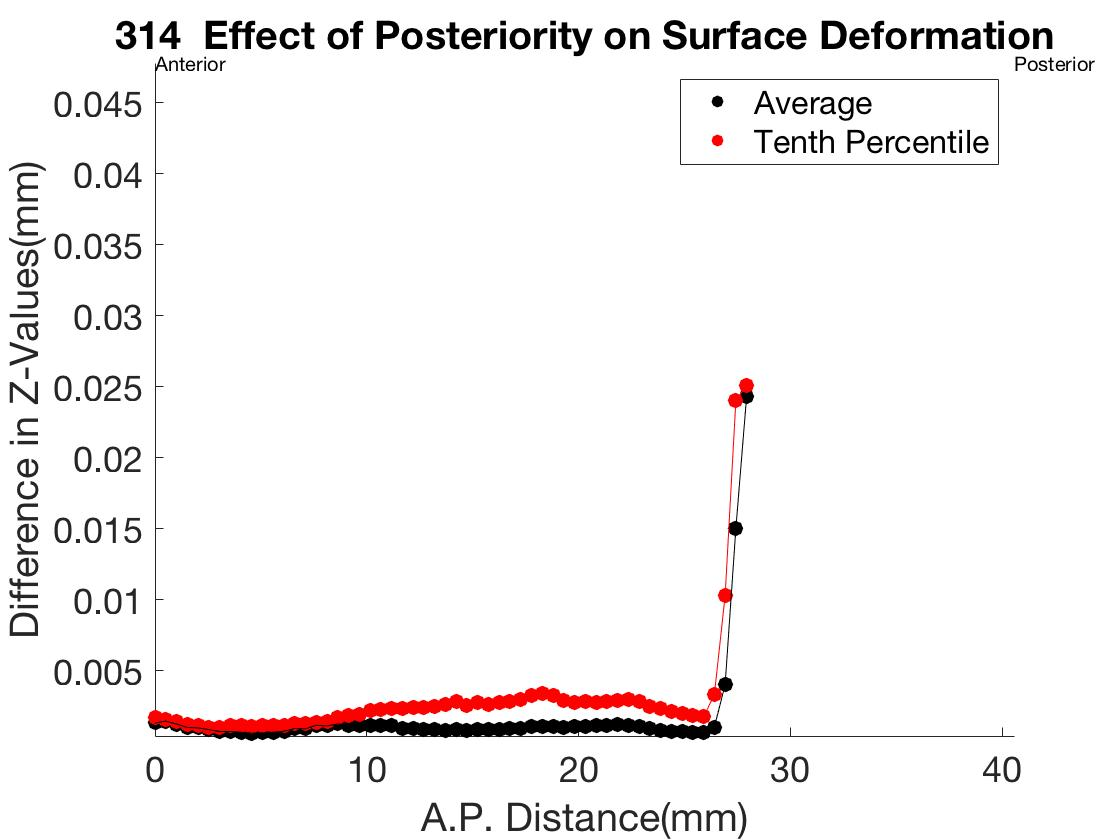 314  Effect of Posteriority on Surface Deformation
Anterior
Posterior
Average
Tenth Percentile
0.045
0.04
0.035
0.03
0.025
0.02
0.015
0.01
0.005
Difference in Z-Values(mm)
0
10
20
30
40
A.P. Distance(mm)